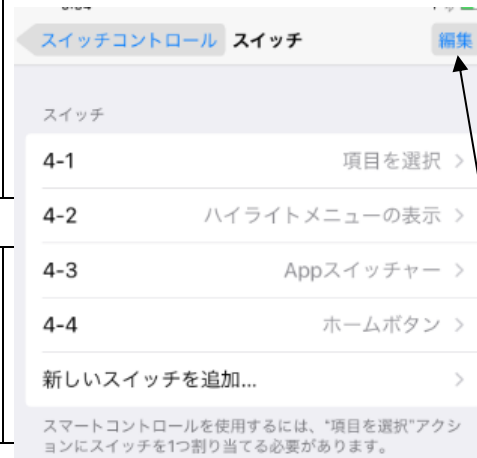 スイッチコントロール スイッチ 編集
スイッチ
4-1 項目を選択
4-2 ハイライトメニューの表示
4-3 Appスイッチャー
4-4 ホームボタン
新しいスイッチを追加...
スマートコントロールを使用するには、"項目を選択"アクシ
ョンにスイッチを1つ割り当てる必要があります。